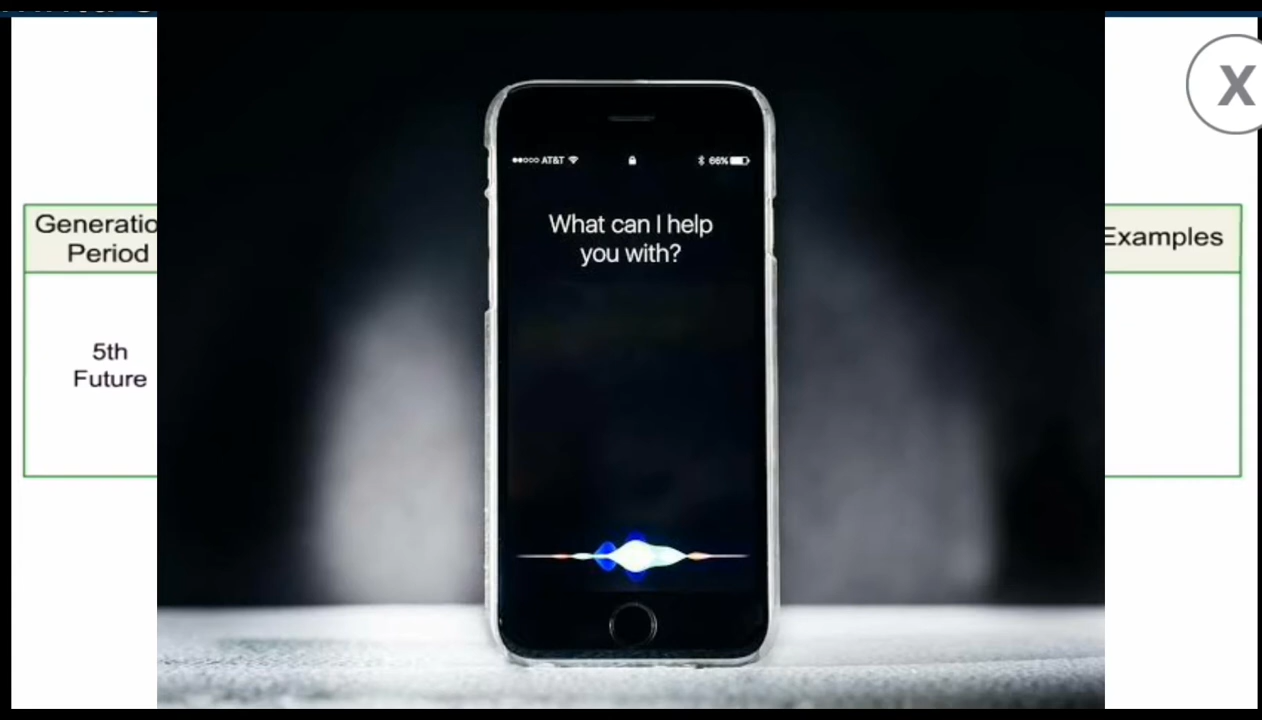 X
Generatio
Period
Examples
5th
Future
AT&T
66%
What can I help
you with?